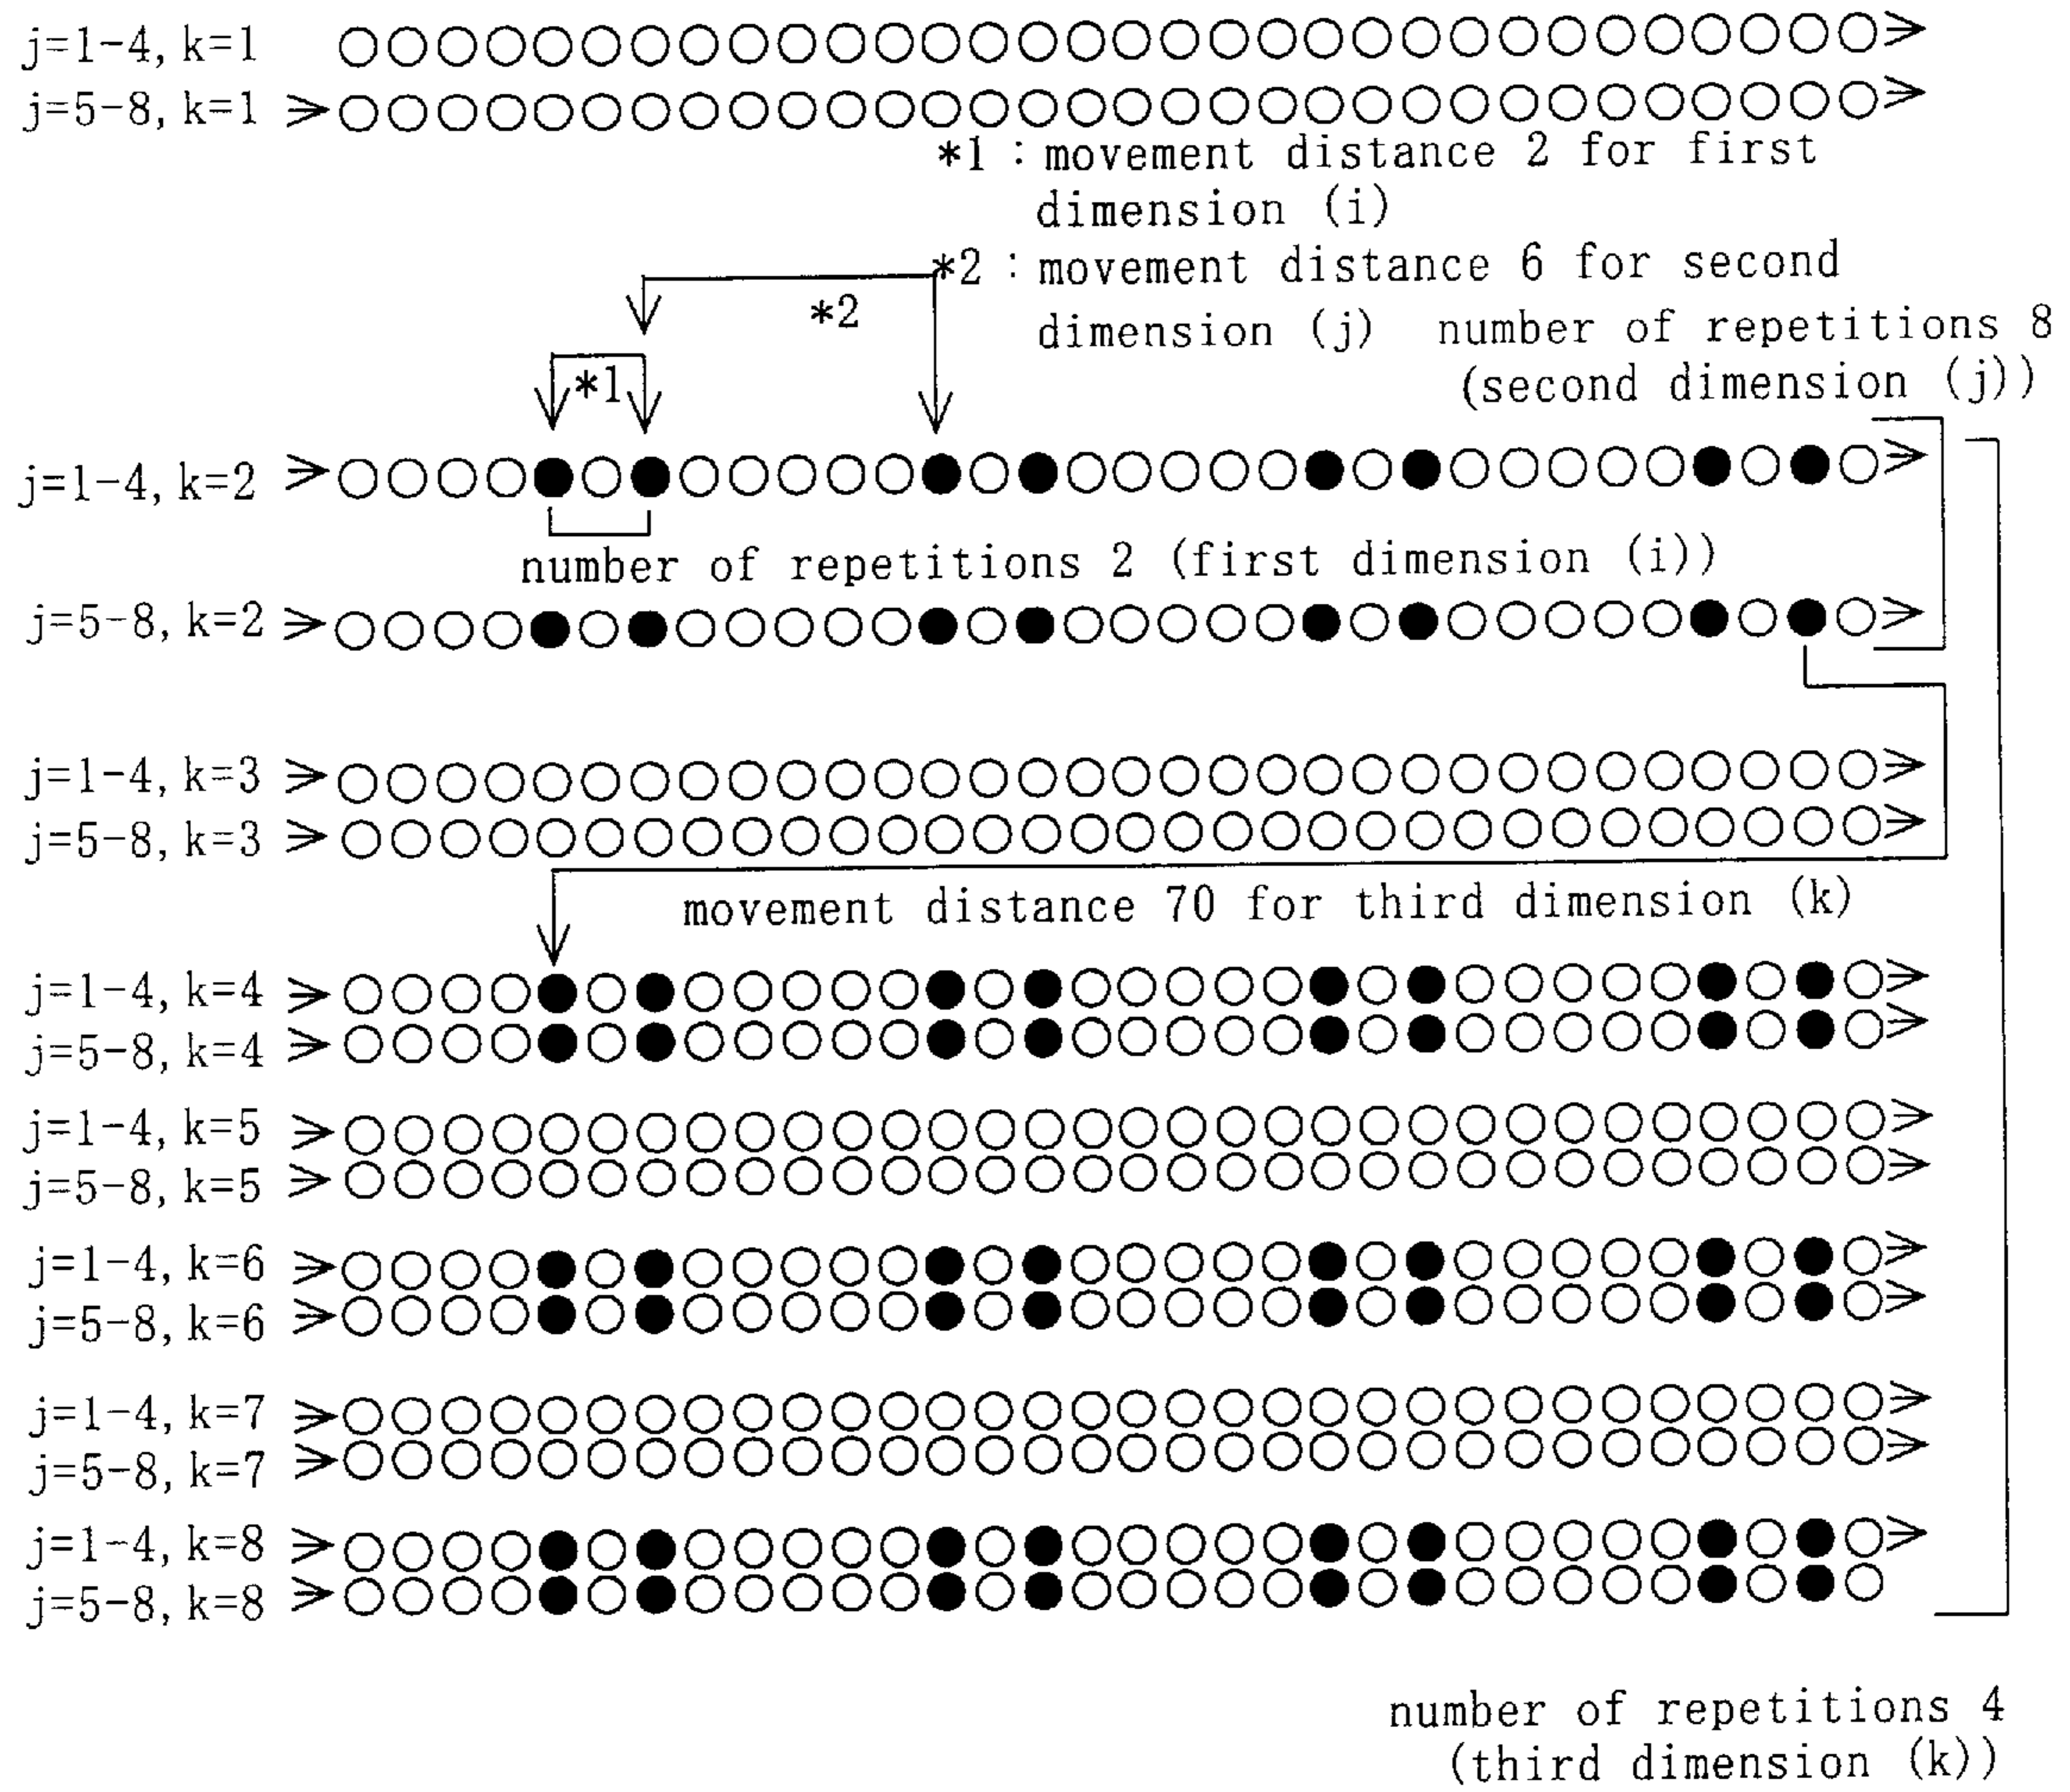 j=1-4, k=1
j=5-8, k=1
*1 : movement distance 2 for first
dimension (i)
*2 : movement distance 6 for second
dimension (j)
*2
number of repetitions 8
(second dimension (j))
*1
j=1-4, k=2
number of repetitions 2 (first dimension (i))
j=5-8, k=2
j=1-4, k=3
j=5-8, k=3
movement distance 70 for third dimension (k)
j=1-4, k=4
j=5-8, k=4
j=1-4, k=5
j=5-8, k=5
j=1-4, k=6
j=5-8, k=6
j=1-4, k=7
j=5-8, k=7
j=1-4, k=8
j=5-8, k=8
number of repetitions 4
(third dimension (k))